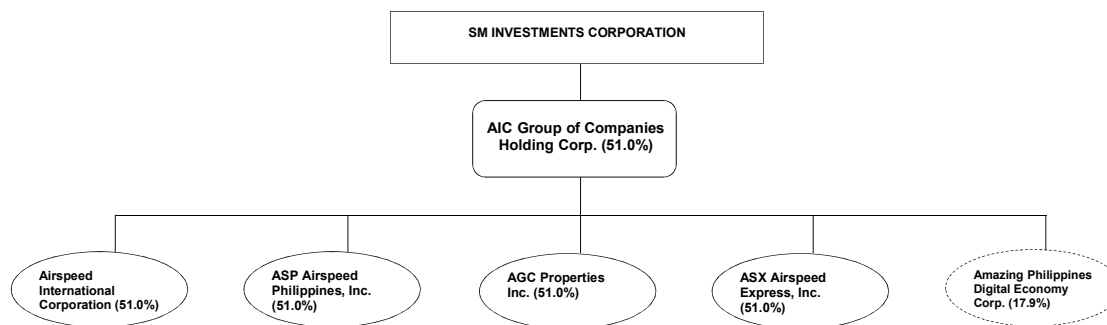 SM INVESTMENTS CORPORATION
AIC Group of Companies
Holding Corp. (51.0%)
Airspeed
International
Corporation (51.0%)
ASP Airspeed
Philippines, Inc.
(51.0%)
AGC Properties
Inc. (51.0%)
ASX Airspeed
Express, Inc.
(51.0%)
Amazing Philippines
Digital Economy
Corp. (17.9%)